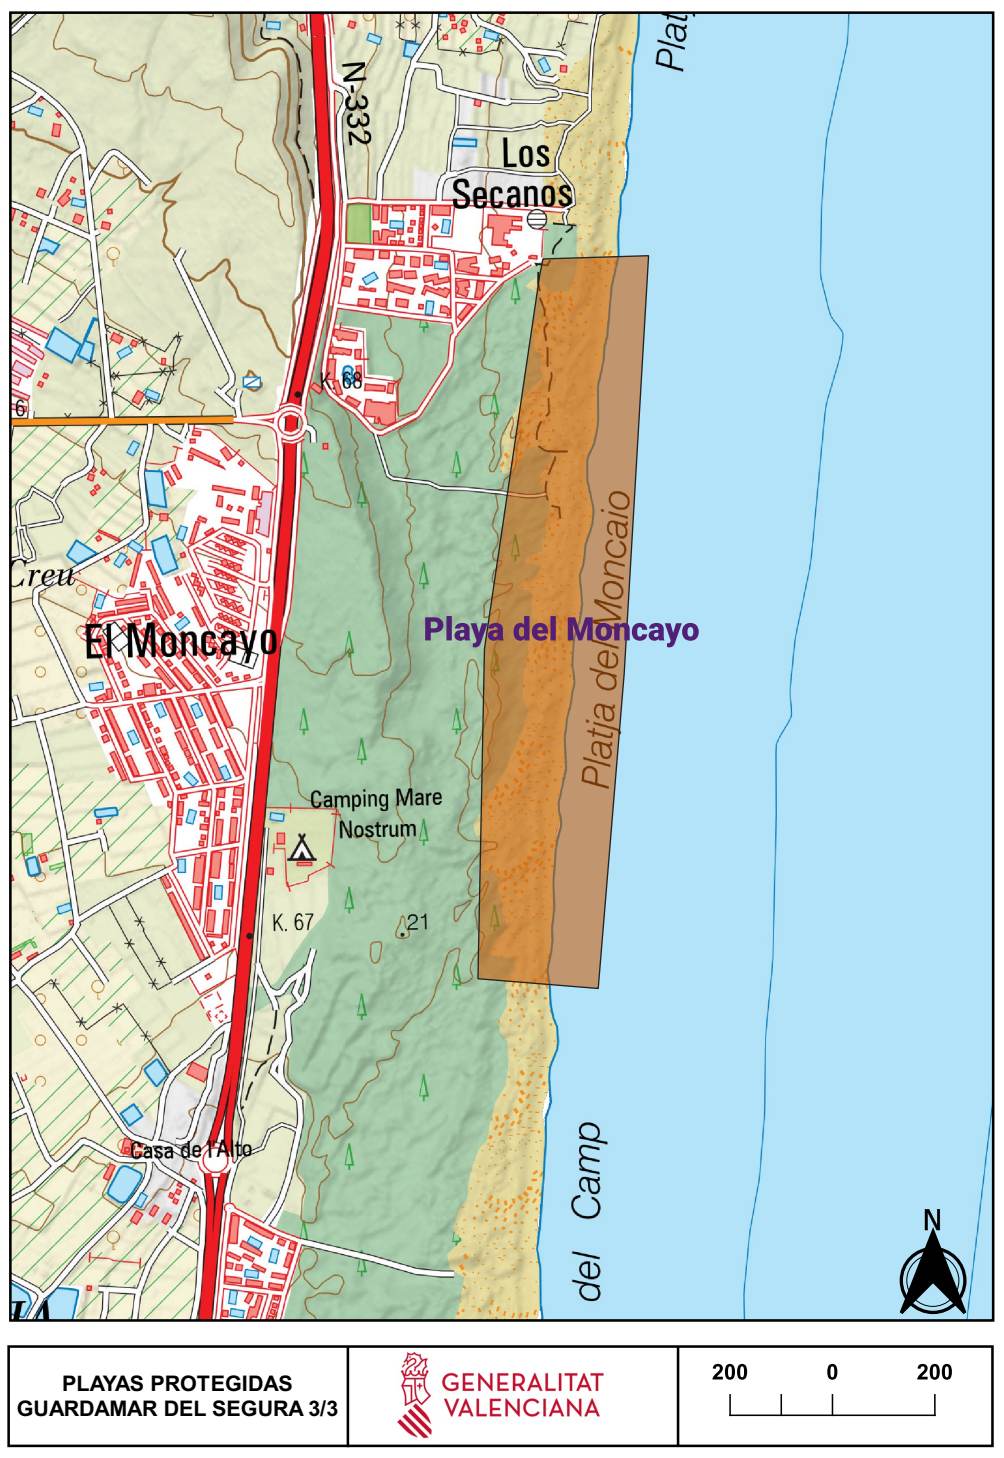 Plat
N-332
Los
Secanos
K. 68
6
Creu
El Moncayo
Playa del Moncayo
Platja del Moncaio
Camping Mare
Nostrum
K. 67
21
Casa de l'Alto
del Camp
N
PLAYAS PROTEGIDAS
GUARDAMAR DEL SEGURA 3/3
GENERALITAT
VALENCIANA
200 0 200